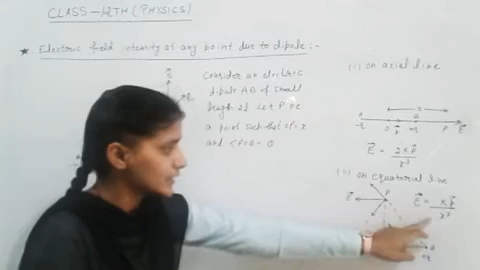 CLASS-12TH (PHYSICS)
★ Electric field intensity at any point due to dipole:-
Consider an electric
dipole AB of small
length 2l. Let P be
a point such that OP=x
and <POB = θ
(i) on axial line
x
A O B P E
-q p +q
E = 2KP / x³
(ii) on equatorial line
P
E
E = KP / x³
B
+q